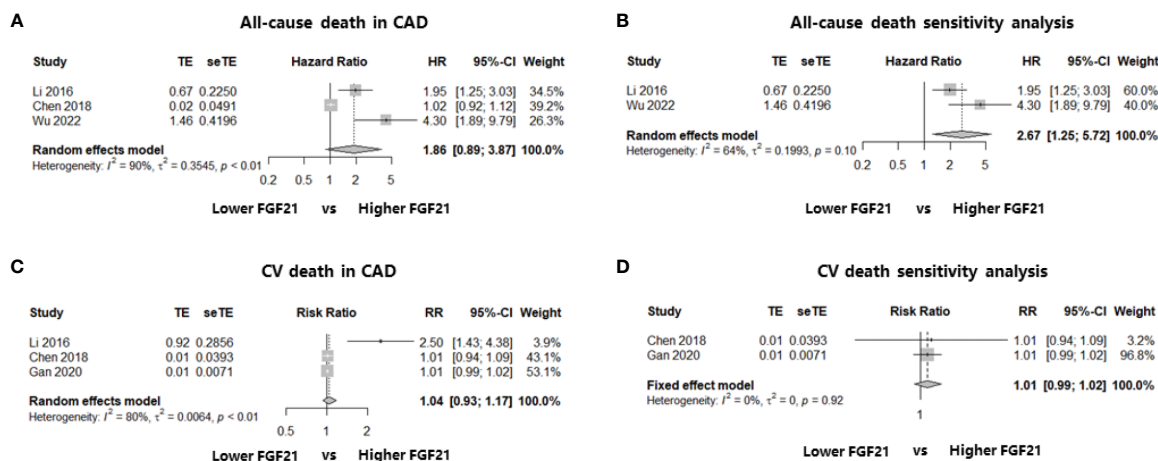 A
All-cause death in CAD
Study TE seTE Hazard Ratio HR 95%-CI Weight
Li 2016 0.67 0.2250 1.95 [1.25; 3.03] 34.5%
Chen 2018 0.02 0.0491 1.02 [0.92; 1.12] 39.2%
Wu 2022 1.46 0.4196 4.30 [1.89; 9.79] 26.3%
Random effects model 1.86 [0.89; 3.87] 100.0%
Heterogeneity: I² = 90%, τ² = 0.3545, p < 0.01
0.2 0.5 1 2 5
Lower FGF21 vs Higher FGF21
B
All-cause death sensitivity analysis
Study TE seTE Hazard Ratio HR 95%-CI Weight
Li 2016 0.67 0.2250 1.95 [1.25; 3.03] 60.0%
Wu 2022 1.46 0.4196 4.30 [1.89; 9.79] 40.0%
Random effects model 2.67 [1.25; 5.72] 100.0%
Heterogeneity: I² = 64%, τ² = 0.1993, p = 0.10
0.2 0.5 1 2 5
Lower FGF21 vs Higher FGF21
C
CV death in CAD
Study TE seTE Risk Ratio RR 95%-CI Weight
Li 2016 0.92 0.2856 2.50 [1.43; 4.38] 3.9%
Chen 2018 0.01 0.0393 1.01 [0.94; 1.09] 43.1%
Gan 2020 0.01 0.0071 1.01 [0.99; 1.02] 53.1%
Random effects model 1.04 [0.93; 1.17] 100.0%
Heterogeneity: I² = 80%, τ² = 0.0064, p < 0.01
0.5 1 2
Lower FGF21 vs Higher FGF21
D
CV death sensitivity analysis
Study TE seTE Risk Ratio RR 95%-CI Weight
Chen 2018 0.01 0.0393 1.01 [0.94; 1.09] 3.2%
Gan 2020 0.01 0.0071 1.01 [0.99; 1.02] 96.8%
Fixed effect model 1.01 [0.99; 1.02] 100.0%
Heterogeneity: I² = 0%, τ² = 0, p = 0.92
1
Lower FGF21 vs Higher FGF21